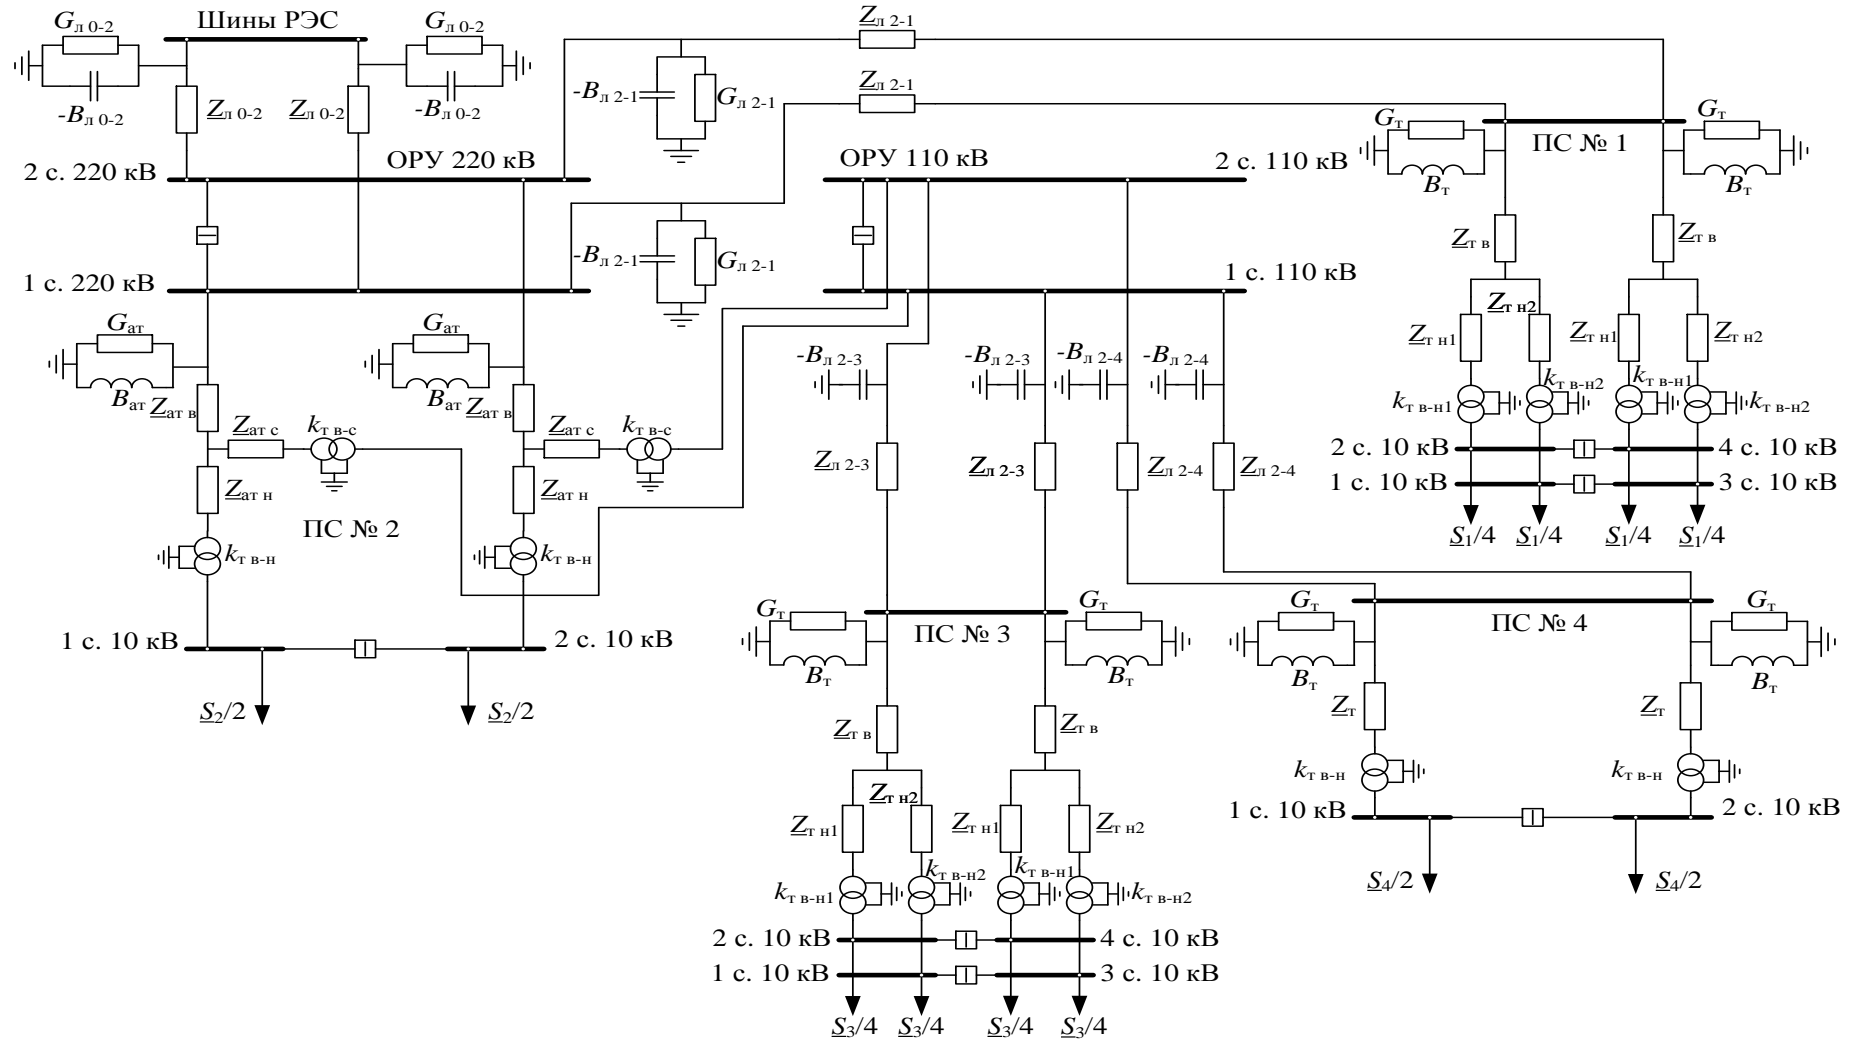 Шины РЭС
Gл 0-2
Gл 0-2
-Bл 0-2
Zл 0-2
Zл 0-2
-Bл 0-2
Zл 2-1
-Bл 2-1
Gл 2-1
Zл 2-1
ОРУ 220 кВ
2 с. 220 кВ
ОРУ 110 кВ
2 с. 110 кВ
Gт
Gт
ПС № 1
Bт
Bт
-Bл 2-1
Gл 2-1
Zт в
Zт в
1 с. 220 кВ
1 с. 110 кВ
Zт н2
Zт н1
Zт н1
Zт н2
Gат
Gат
Bат
Bат
Zат в
Zат в
-Bл 2-3
-Bл 2-3
-Bл 2-4
-Bл 2-4
kт в-н1
kт в-н2
kт в-н1
kт в-н2
Zат с
kт в-с
Zат с
kт в-с
2 с. 10 кВ
4 с. 10 кВ
1 с. 10 кВ
3 с. 10 кВ
Zл 2-3
Zл 2-3
Zл 2-4
Zл 2-4
Zат н
Zат н
ПС № 2
S1/4
S1/4
S1/4
S1/4
kт в-н
kт в-н
Gт
ПС № 3
Gт
Bт
Bт
Gт
ПС № 4
Gт
Bт
Bт
1 с. 10 кВ
2 с. 10 кВ
S2/2
S2/2
Zт в
Zт в
Zт
Zт
kт в-н
kт в-н
Zт н2
Zт н1
Zт н1
Zт н2
1 с. 10 кВ
2 с. 10 кВ
kт в-н1
kт в-н2
kт в-н1
kт в-н2
S4/2
S4/2
2 с. 10 кВ
4 с. 10 кВ
1 с. 10 кВ
3 с. 10 кВ
S3/4
S3/4
S3/4
S3/4